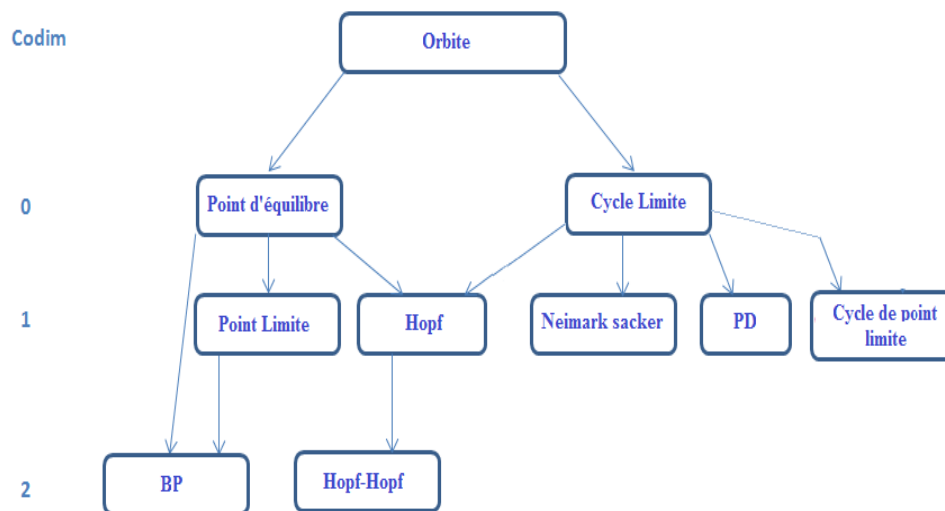 Codim
Orbite
0
Point d'équilibre
Cycle Limite
1
Point Limite
Hopf
Neimark sacker
PD
Cycle de point
limite
2
BP
Hopf-Hopf